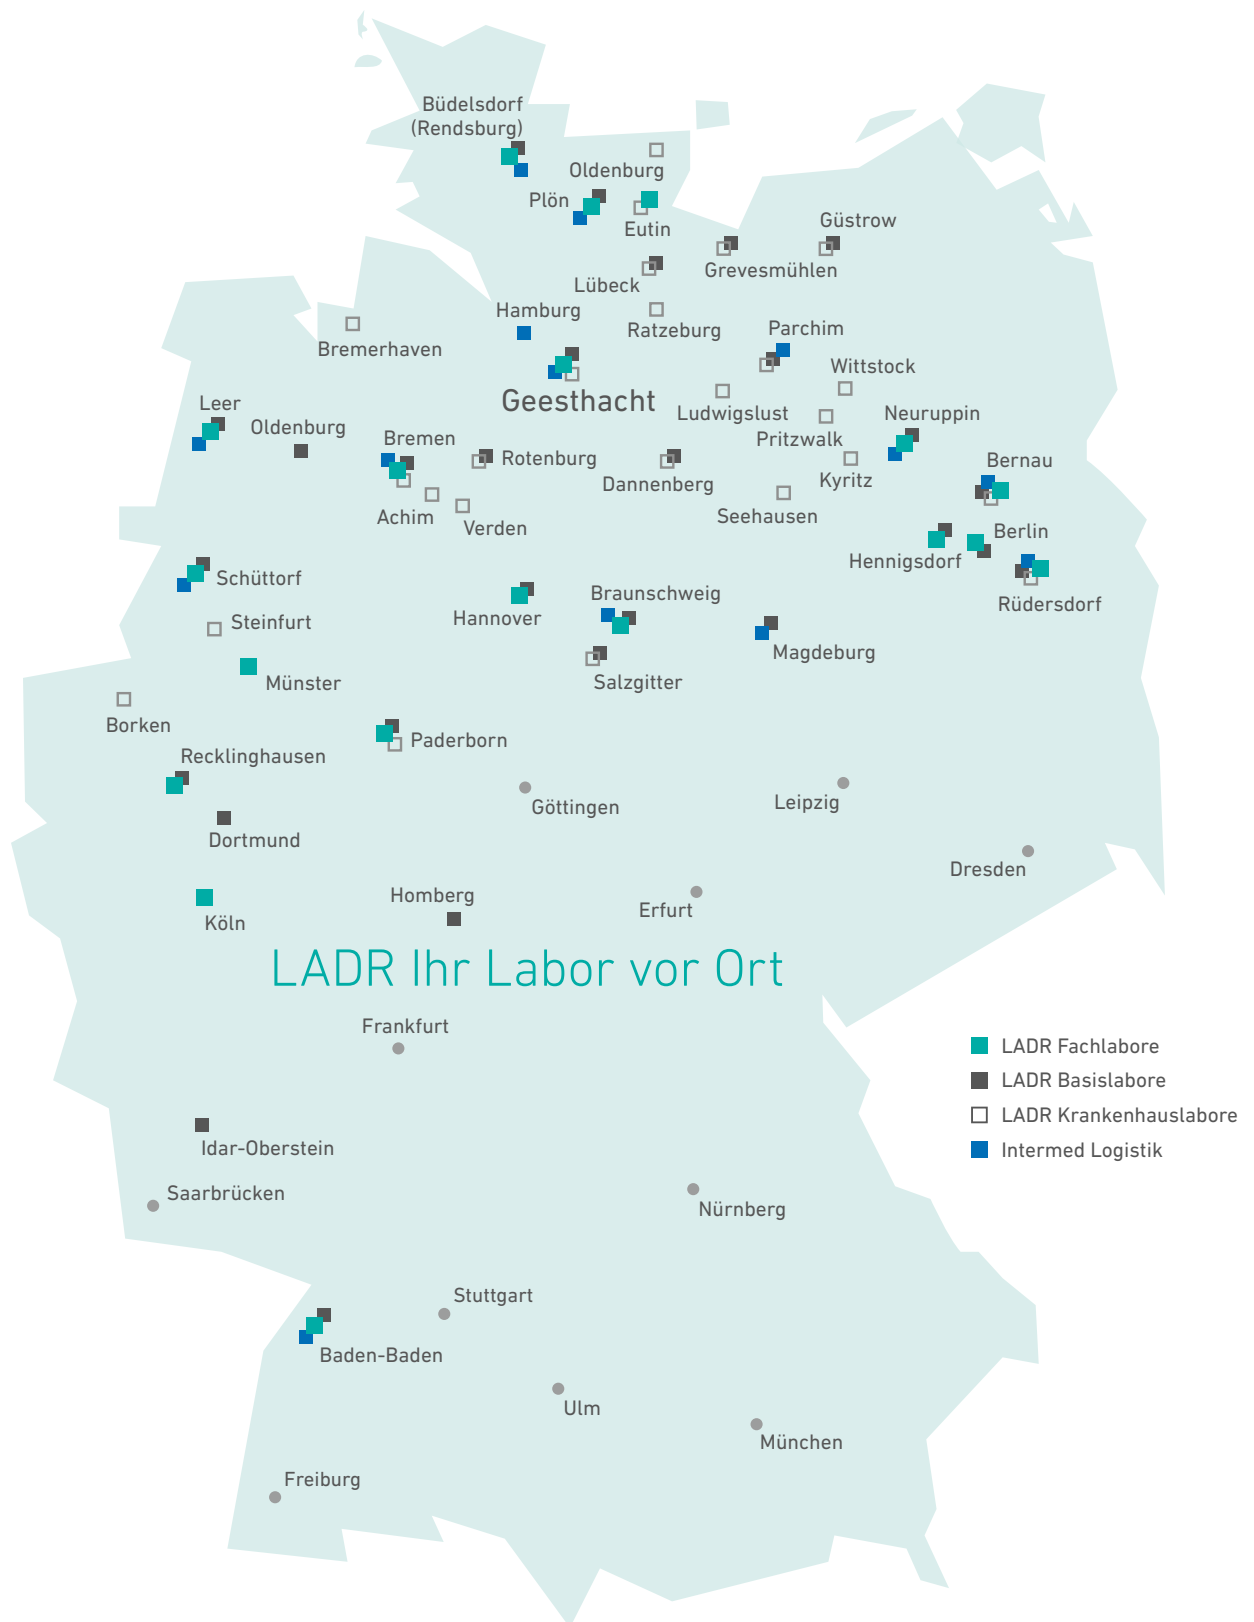 Büdelsdorf
(Rendsburg)
Oldenburg
Plön
Eutin
Güstrow
Grevesmühlen
Lübeck
Hamburg
Ratzeburg
Parchim
Bremerhaven
Wittstock
Geesthacht
Leer
Ludwigslust
Neuruppin
Oldenburg
Bremen
Pritzwalk
Rotenburg
Bernau
Dannenberg
Kyritz
Achim
Seehausen
Verden
Berlin
Hennigsdorf
Schüttorf
Braunschweig
Rüdersdorf
Steinfurt
Hannover
Magdeburg
Münster
Salzgitter
Borken
Paderborn
Recklinghausen
Leipzig
Göttingen
Dortmund
Dresden
Homberg
Erfurt
Köln
LADR Ihr Labor vor Ort
Frankfurt
LADR Fachlabore
LADR Basislabore
LADR Krankenhauslabore
Intermed Logistik
Idar-Oberstein
Saarbrücken
Nürnberg
Stuttgart
Baden-Baden
Ulm
München
Freiburg